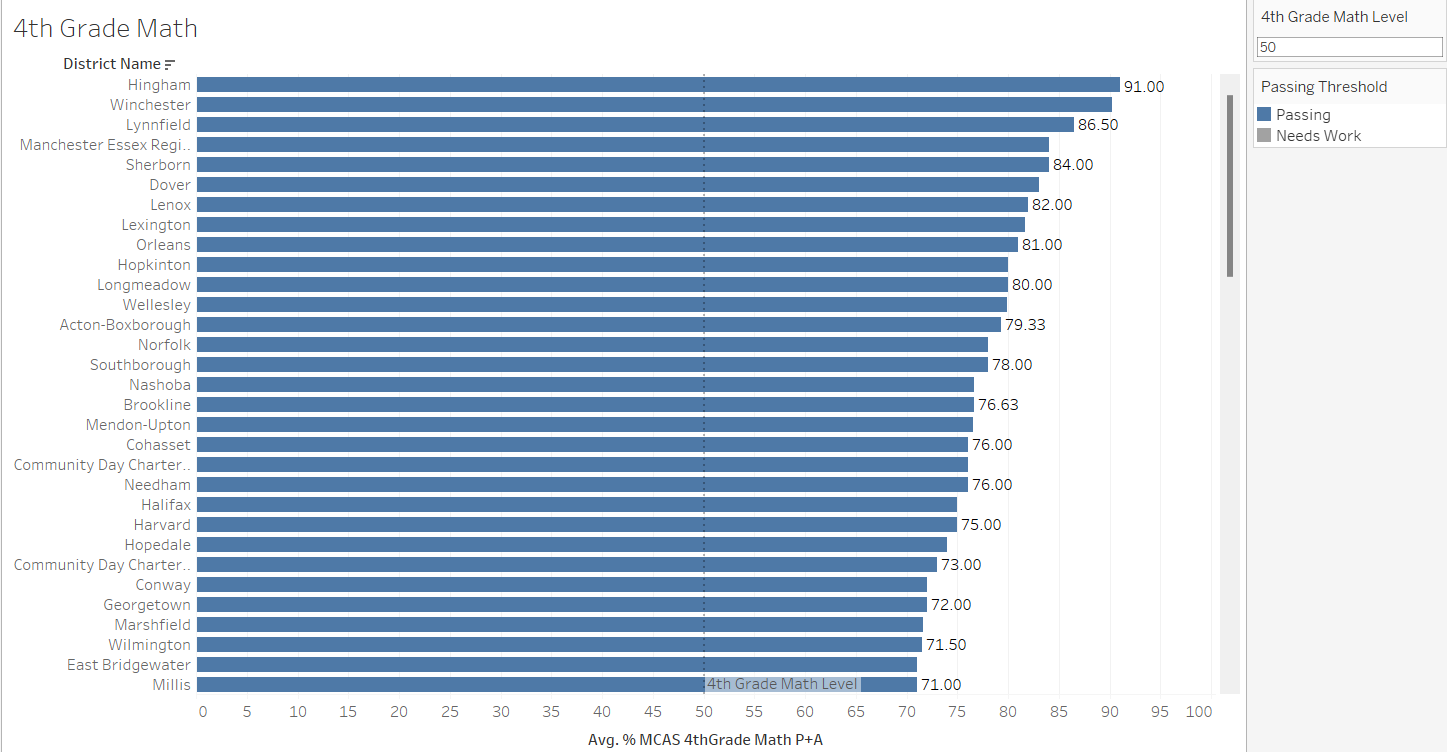 4th Grade Math
District Name
Hingham 91.00
Winchester
Lynnfield 86.50
Manchester Essex Regi..
Sherborn 84.00
Dover
Lenox 82.00
Lexington
Orleans 81.00
Hopkinton
Longmeadow 80.00
Wellesley
Acton-Boxborough 79.33
Norfolk
Southborough 78.00
Nashoba
Brookline 76.63
Mendon-Upton
Cohasset 76.00
Community Day Charter..
Needham 76.00
Halifax
Harvard 75.00
Hopedale
Community Day Charter.. 73.00
Conway
Georgetown 72.00
Marshfield
Wilmington 71.50
East Bridgewater
Millis 4th Grade Math Level 71.00
0 5 10 15 20 25 30 35 40 45 50 55 60 65 70 75 80 85 90 95 100
Avg. % MCAS 4thGrade Math P+A
4th Grade Math Level
50
Passing Threshold
Passing
Needs Work